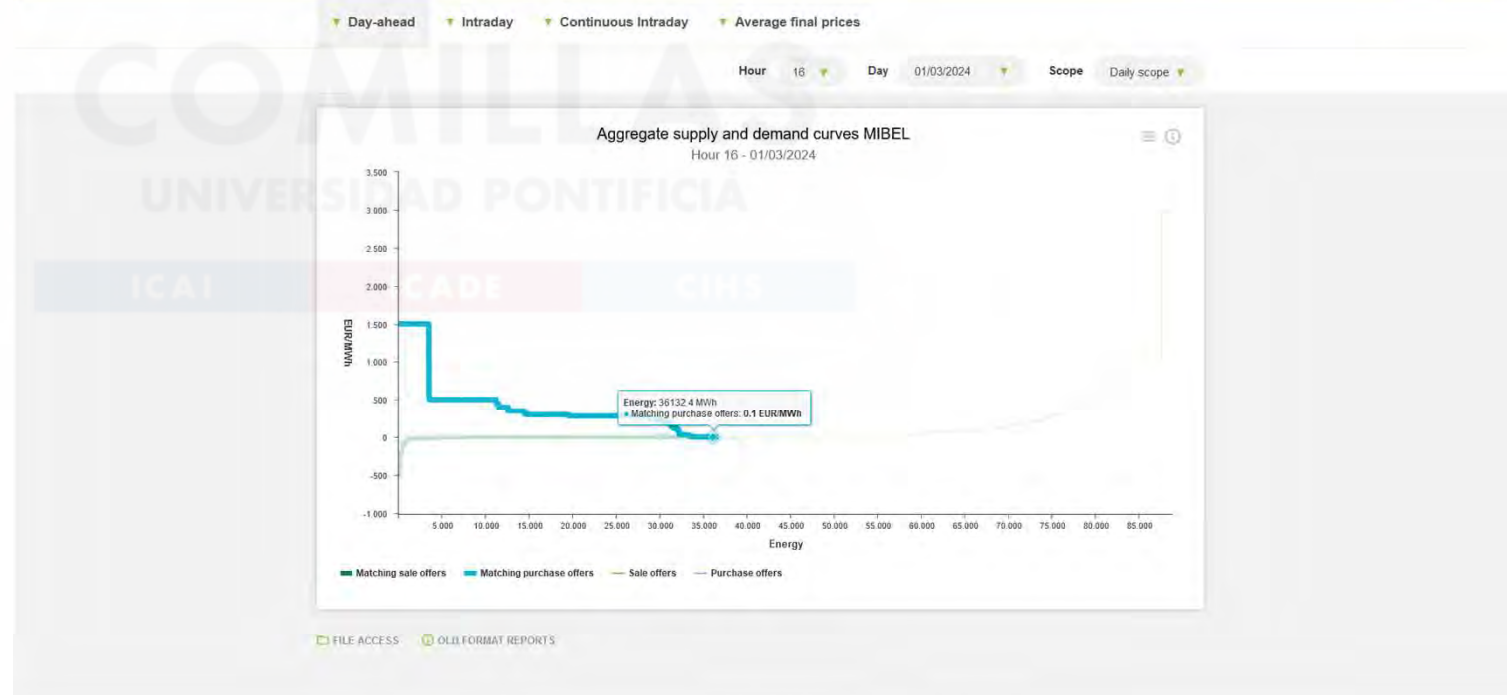 Day-ahead Intraday Continuous Intraday Average final prices
Hour 16 Day 01/03/2024 Scope Daily scope
COMILLAS
UNIVERSIDAD PONTIFICIA
ICAI ICADE CIHS
Aggregate supply and demand curves MIBEL
Hour 16 - 01/03/2024
3.500
3.000
2.500
2.000
1.500
1.000
500
0
-500
-1.000
EUR/MWh
Energy: 36132.4 MWh
Matching purchase offers: 0.1 EUR/MWh
5.000 10.000 15.000 20.000 25.000 30.000 35.000 40.000 45.000 50.000 55.000 60.000 65.000 70.000 75.000 80.000 85.000
Energy
Matching sale offers Matching purchase offers Sale offers Purchase offers
FILE ACCESS OLD FORMAT REPORTS